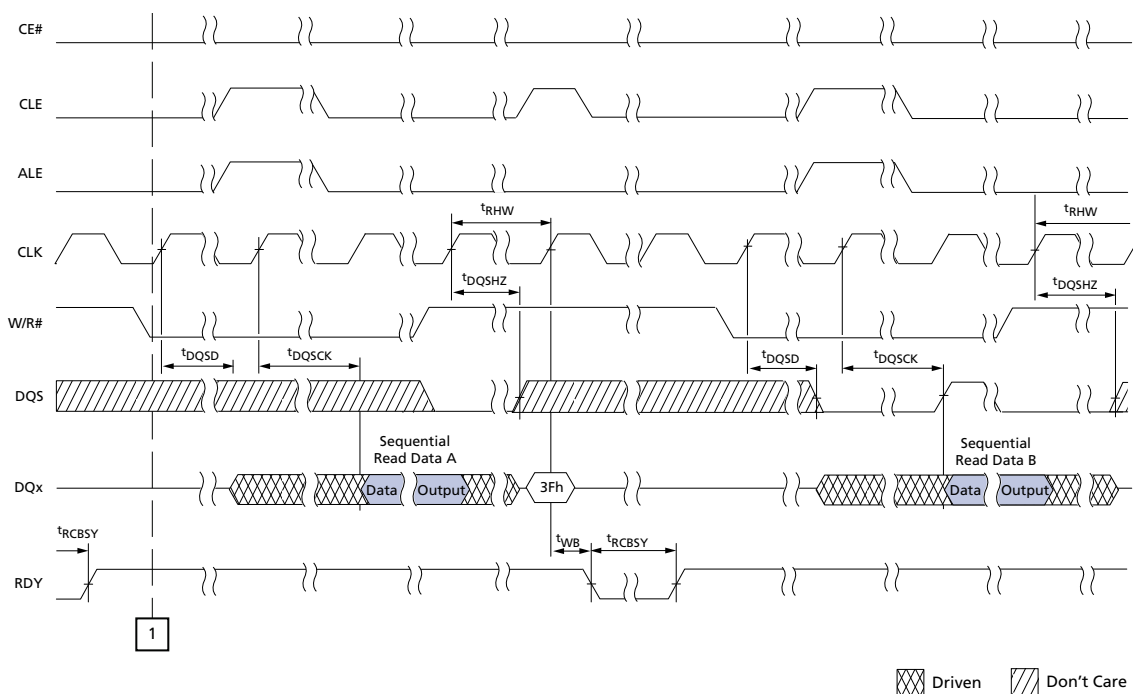 CE#
CLE
ALE
tRHW
tRHW
CLK
tDQSHZ
tDQSHZ
W/R#
tDQSD
tDQSCK
tDQSD
tDQSCK
DQS
Sequential
Read Data A
Sequential
Read Data B
DQx
Data
Output
3Fh
Data
Output
tRCBSY
tWB
tRCBSY
RDY
1
Driven
Don't Care